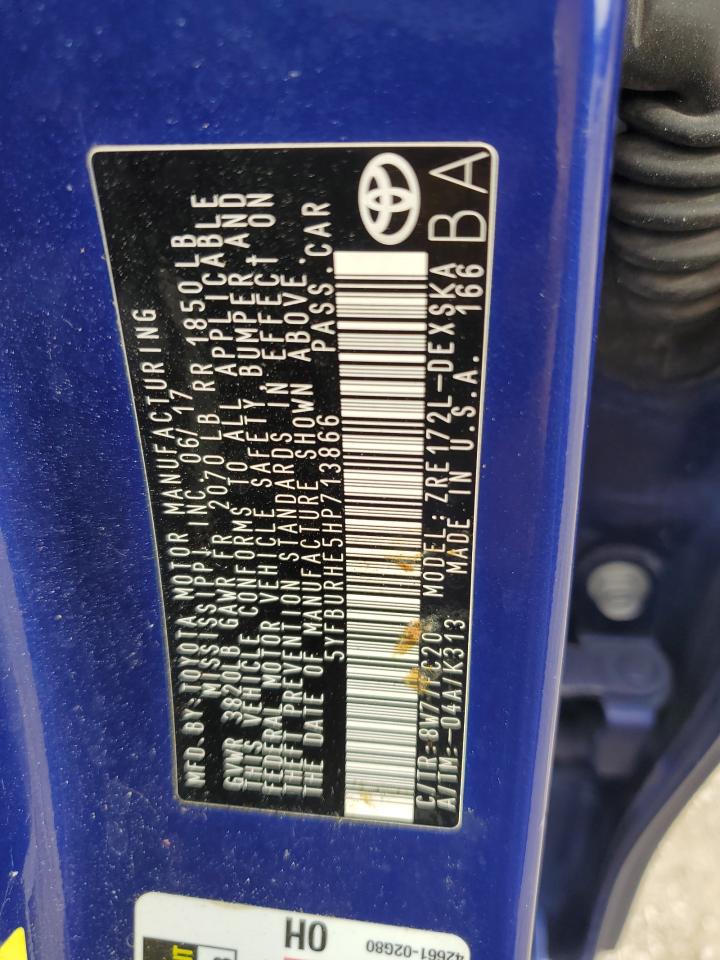 MFD.BY:TOYOTA MOTOR MANUFACTURING
MISSISSIPPI, INC.06/17
GVWR 3820LB GAWR FR 2070 LB RR 1850LB
THIS VEHICLE CONFORMS TO ALL APPLICABLE
FEDERAL MOTOR VEHICLE SAFETY, BUMPER AND
THEFT PREVENTION STANDARDS IN EFFECT ON
THE DATE OF MANUFACTURE SHOWN ABOVE.
5YFBURHE5HP713866 PASS.CAR
C/TR:8W7/FC20 MODEL:ZRE172L-DEXSKA
A/TM:-04A/K313 MADE IN U.S.A. 166
BA
OH
42661-02G80